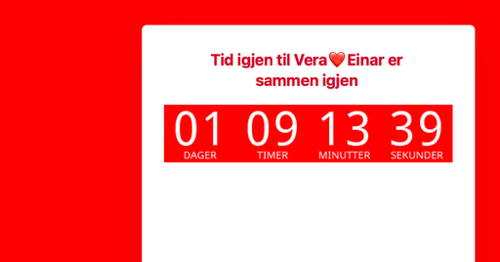 Tid igjen til Vera❤️Einar er
sammen igjen
01 09 13 39
DAGER TIMER MINUTTER SEKUNDER